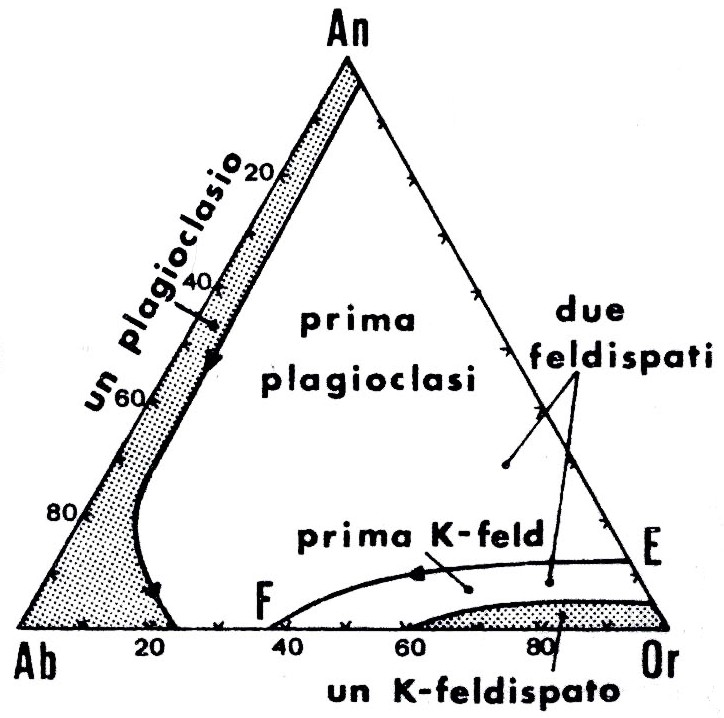 An
un plagioclasio
20
40
60
80
prima
plagioclasi
due
feldispati
prima K-feld
E
F
Ab
20
40
60
80
Or
un K-feldispato